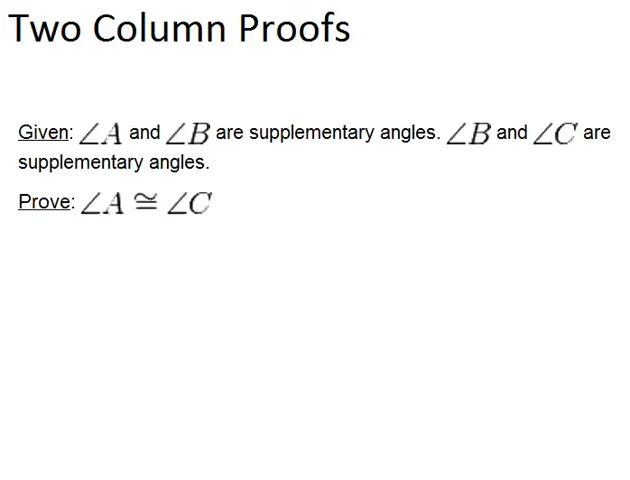 Two Column Proofs
Given: ∠A and ∠B are supplementary angles. ∠B and ∠C are
supplementary angles.
Prove: ∠A ≅ ∠C